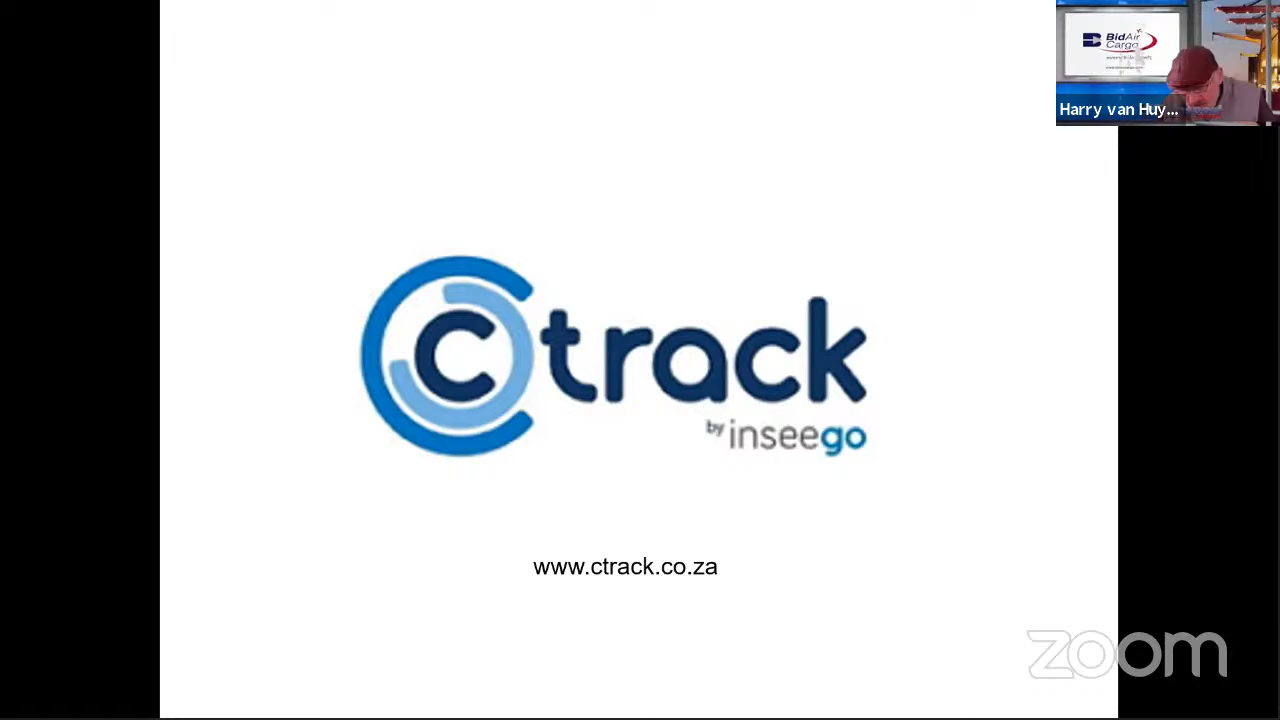 BidAir
Cargo
Harry van Huy...
ctrack
by inseego
www.ctrack.co.za
zoom